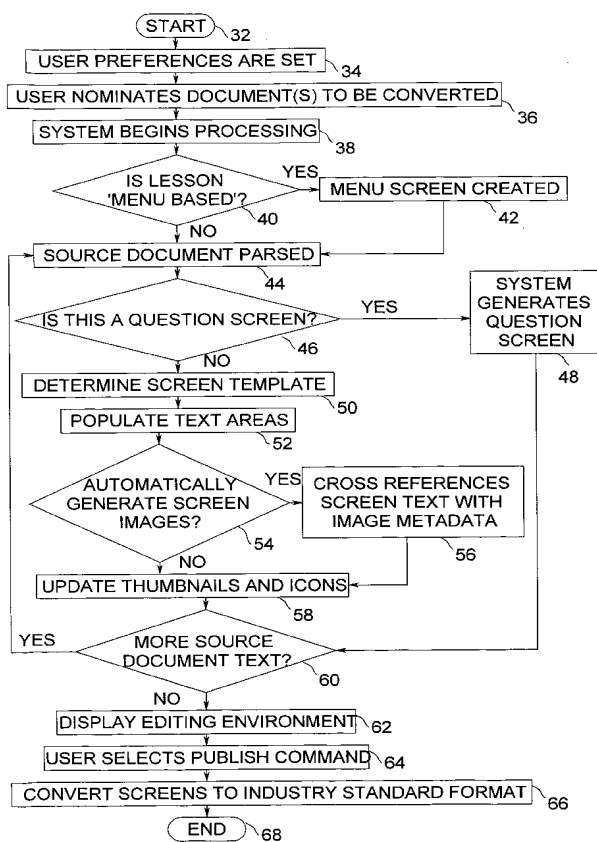 START
32
USER PREFERENCES ARE SET
34
USER NOMINATES DOCUMENT(S) TO BE CONVERTED
36
SYSTEM BEGINS PROCESSING
38
IS LESSON
'MENU BASED'?
40
YES
MENU SCREEN CREATED
42
NO
SOURCE DOCUMENT PARSED
44
IS THIS A QUESTION SCREEN?
46
YES
SYSTEM
GENERATES
QUESTION
SCREEN
48
NO
DETERMINE SCREEN TEMPLATE
50
POPULATE TEXT AREAS
52
AUTOMATICALLY
GENERATE SCREEN
IMAGES?
54
YES
CROSS REFERENCES
SCREEN TEXT WITH
IMAGE METADATA
56
NO
UPDATE THUMBNAILS AND ICONS
58
YES
MORE SOURCE
DOCUMENT TEXT?
60
NO
DISPLAY EDITING ENVIRONMENT
62
USER SELECTS PUBLISH COMMAND
64
CONVERT SCREENS TO INDUSTRY STANDARD FORMAT
66
END
68